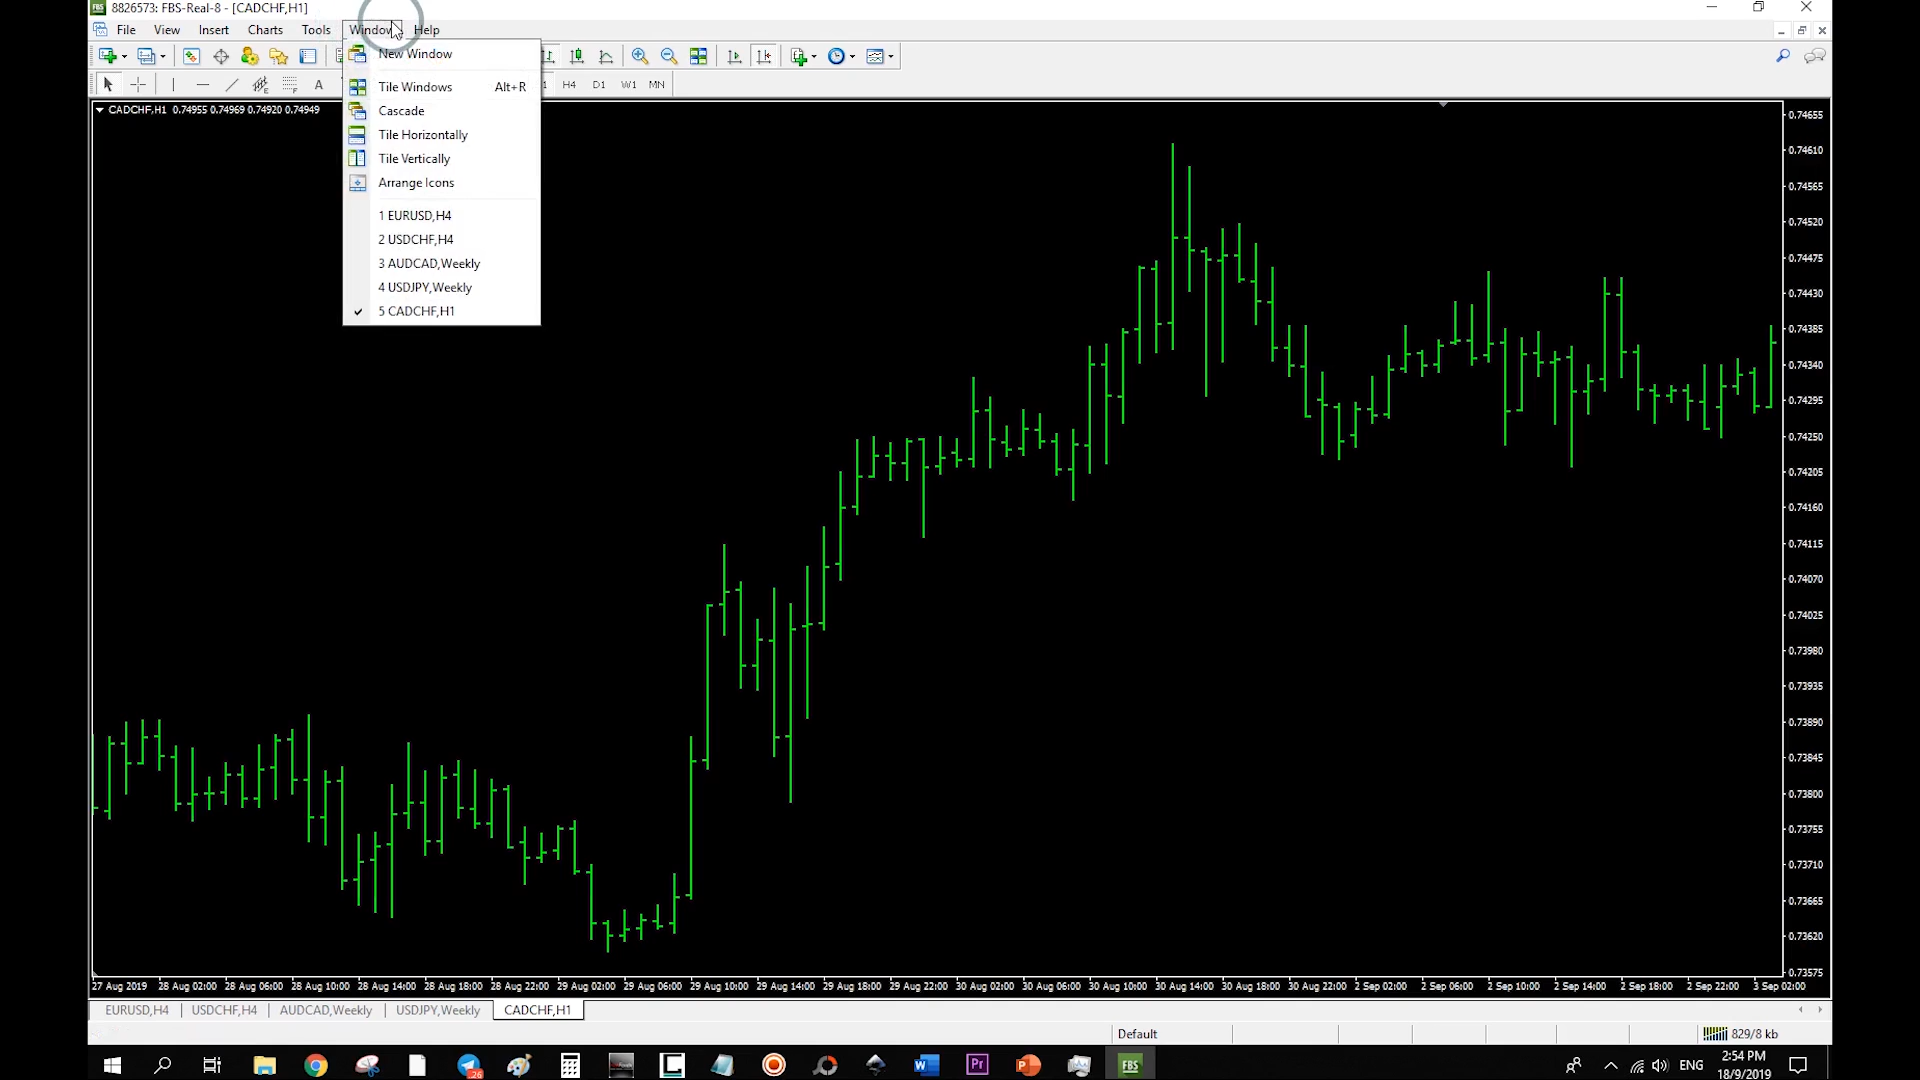 8826573: FBS-Real-8 - [CADCHF,H1]
File View Insert Charts Tools Window Help
New Window
A H4 D1 W1 MN
Tile Windows Alt+R
Cascade
Tile Horizontally
Tile Vertically
Arrange Icons
1 EURUSD,H4
2 USDCHF,H4
3 AUDCAD,Weekly
4 USDJPY,Weekly
5 CADCHF,H1
CADCHF,H1 0.74955 0.74969 0.74920 0.74949
0.74655
0.74610
0.74565
0.74520
0.74475
0.74430
0.74385
0.74340
0.74295
0.74250
0.74205
0.74160
0.74115
0.74070
0.74025
0.73980
0.73935
0.73890
0.73845
0.73800
0.73755
0.73710
0.73665
0.73620
0.73575
27 Aug 2019 28 Aug 02:00 28 Aug 06:00 28 Aug 10:00 28 Aug 14:00 28 Aug 18:00 28 Aug 22:00 29 Aug 02:00 29 Aug 06:00 29 Aug 10:00 29 Aug 14:00 29 Aug 18:00 29 Aug 22:00 30 Aug 02:00 30 Aug 06:00 30 Aug 10:00 30 Aug 14:00 30 Aug 18:00 30 Aug 22:00 2 Sep 02:00 2 Sep 06:00 2 Sep 10:00 2 Sep 14:00 2 Sep 18:00 2 Sep 22:00 3 Sep 02:00
EURUSD,H4 USDCHF,H4 AUDCAD,Weekly USDJPY,Weekly CADCHF,H1
Default 829/8 kb
26 W Pr P FBS ENG 2:54 PM
18/9/2019